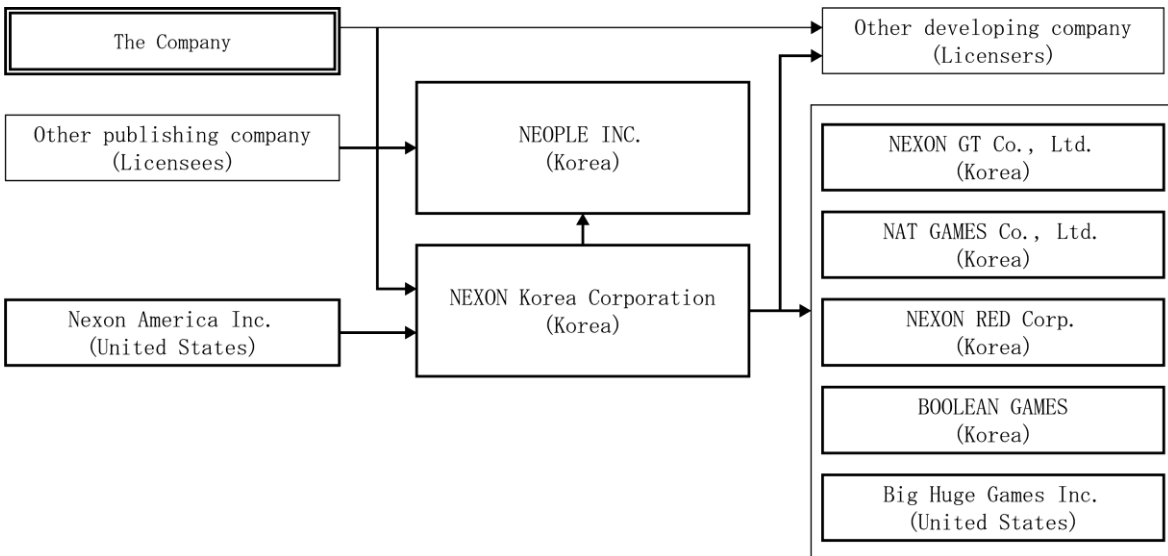 The Company
Other developing company
(Licensers)
Other publishing company
(Licensees)
NEOPLE INC.
(Korea)
NEXON GT Co., Ltd.
(Korea)
NAT GAMES Co., Ltd.
(Korea)
Nexon America Inc.
(United States)
NEXON Korea Corporation
(Korea)
NEXON RED Corp.
(Korea)
BOOLEAN GAMES
(Korea)
Big Huge Games Inc.
(United States)